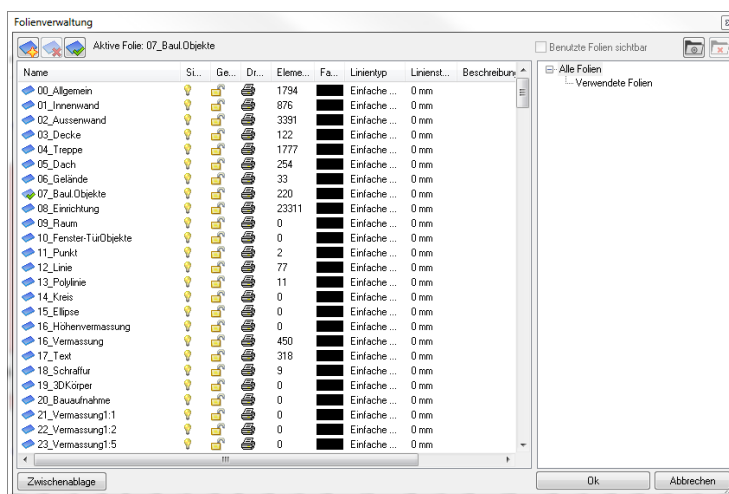 Folienverwaltung
Aktive Folie: 07_Baul.Objekte
Benutzte Folien sichtbar
Name Si... Ge... Dr... Eleme... Fa... Linientyp Linienst... Beschreibung
00_Allgemein 1794 Einfache ... 0 mm
01_Innenwand 876 Einfache ... 0 mm
02_Aussenwand 3391 Einfache ... 0 mm
03_Decke 122 Einfache ... 0 mm
04_Treppe 1777 Einfache ... 0 mm
05_Dach 254 Einfache ... 0 mm
06_Gelände 33 Einfache ... 0 mm
07_Baul.Objekte 220 Einfache ... 0 mm
08_Einrichtung 23311 Einfache ... 0 mm
09_Raum 0 Einfache ... 0 mm
10_Fenster-TürObjekte 0 Einfache ... 0 mm
11_Punkt 2 Einfache ... 0 mm
12_Linie 77 Einfache ... 0 mm
13_Polylinie 11 Einfache ... 0 mm
14_Kreis 0 Einfache ... 0 mm
15_Ellipse 0 Einfache ... 0 mm
16_Höhenvermassung 0 Einfache ... 0 mm
16_Vermassung 450 Einfache ... 0 mm
17_Text 318 Einfache ... 0 mm
18_Schraffur 9 Einfache ... 0 mm
19_3DKörper 0 Einfache ... 0 mm
20_Bauaufnahme 0 Einfache ... 0 mm
21_Vermassung1:1 0 Einfache ... 0 mm
22_Vermassung1:2 0 Einfache ... 0 mm
23_Vermassung1:5 0 Einfache ... 0 mm
Alle Folien
Verwendete Folien
Zwischenablage
Ok
Abbrechen